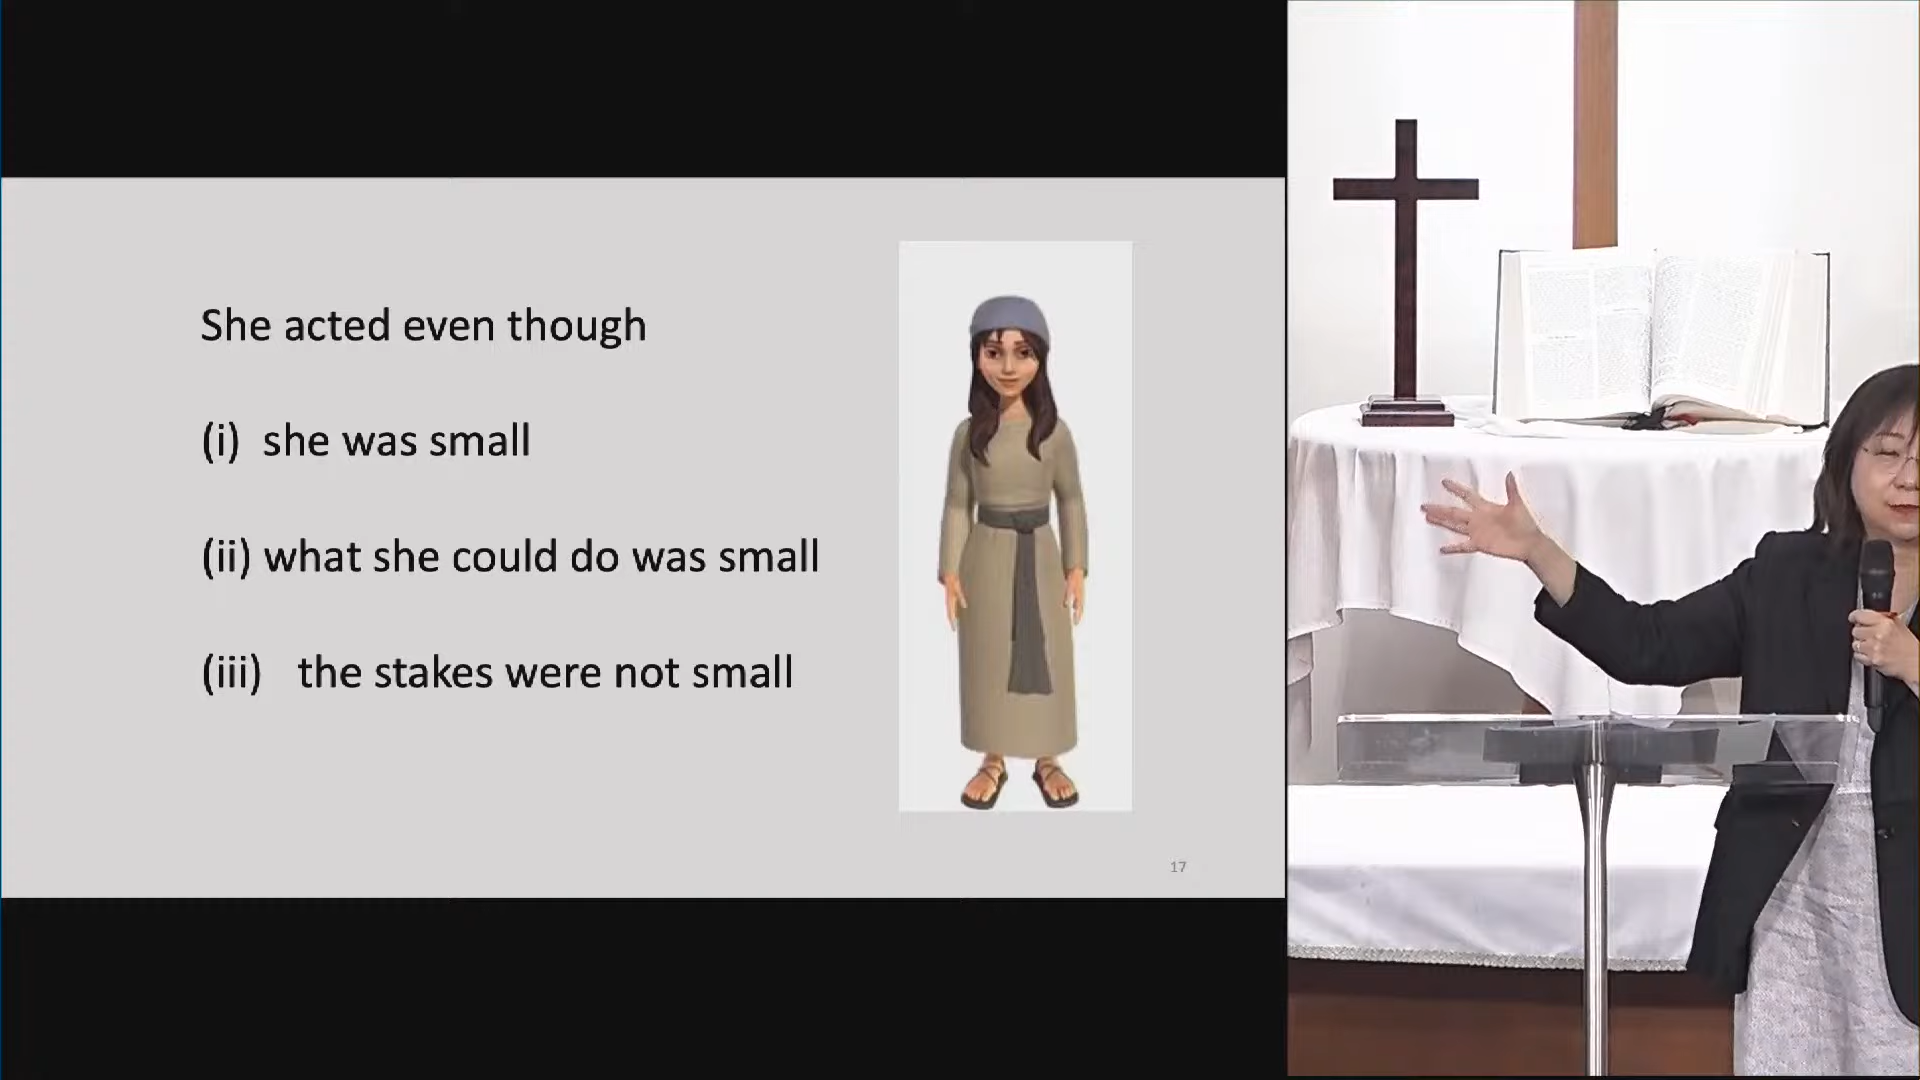 She acted even though
(i) she was small
(ii) what she could do was small
(iii) the stakes were not small
17